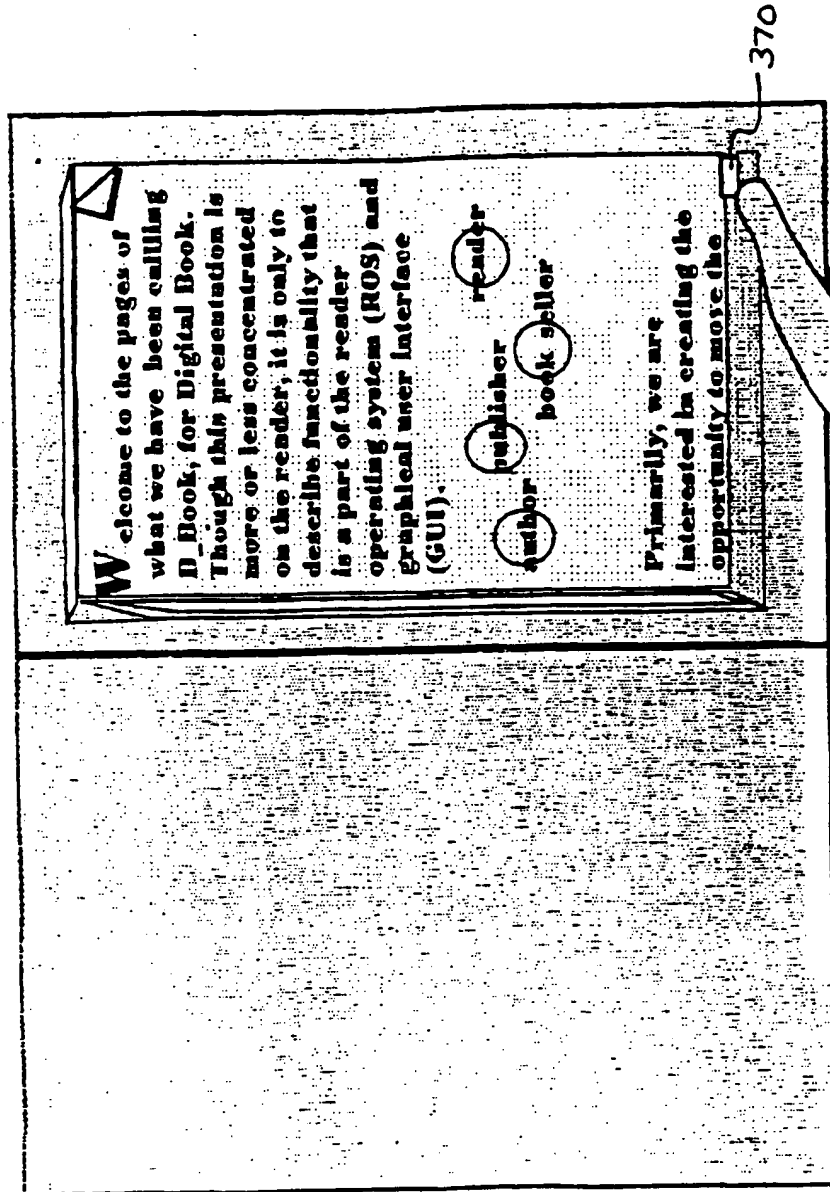 Welcome to the pages of
what we have been calling
D_Book, for Digital Book.
Though this presentation is
more or less concentrated
on the reader, it is only to
describe functionality that
is a part of the reader
operating system (ROS) and
graphical user interface
(GUI).
author publisher reader
book seller
Primarily, we are
interested in creating the
opportunity to move the
370